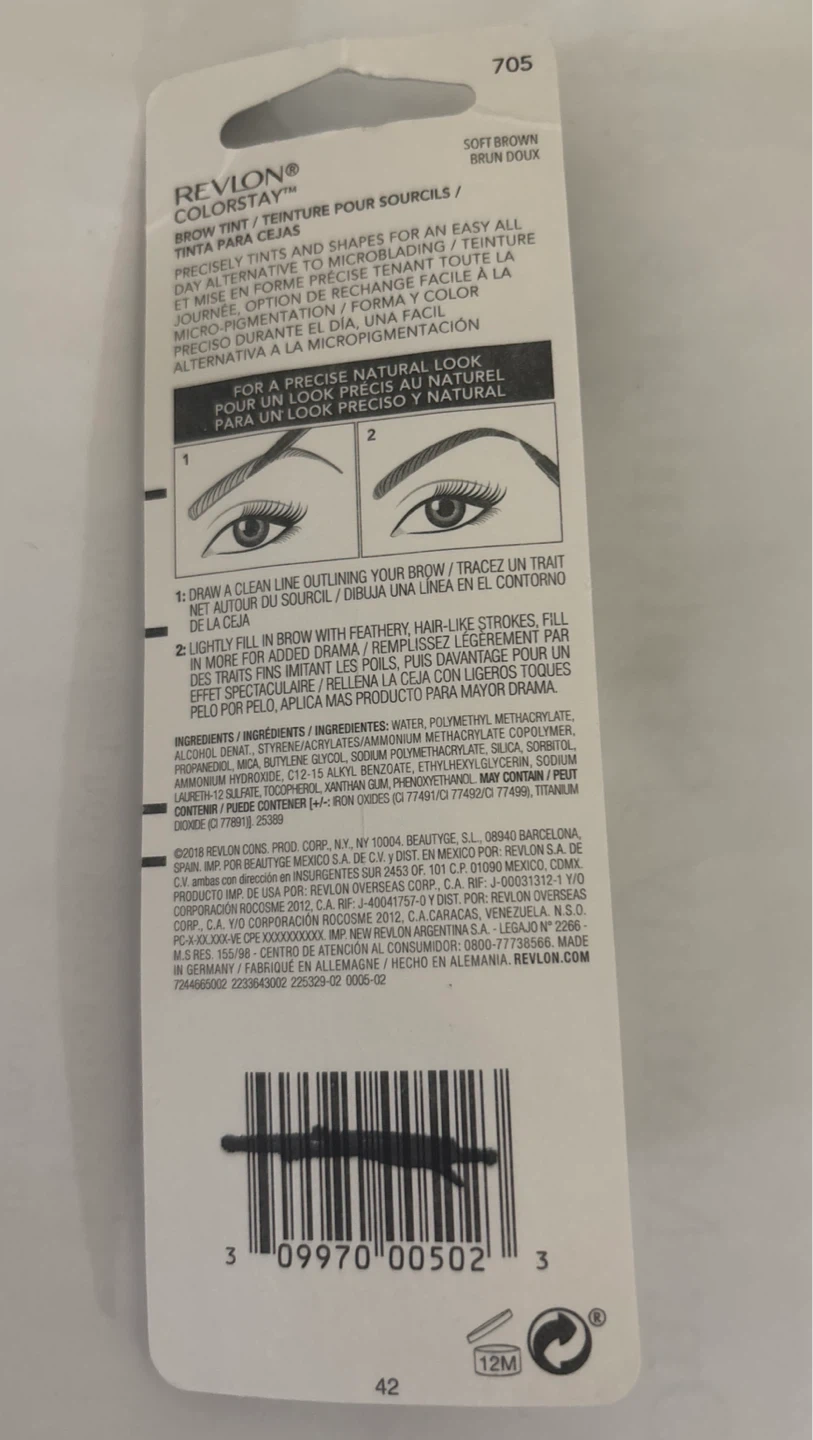 705
SOFT BROWN
BRUN DOUX
REVLON®
COLORSTAY™
BROW TINT / TEINTURE POUR SOURCILS /
TINTA PARA CEJAS
PRECISELY TINTS AND SHAPES FOR AN EASY ALL
DAY ALTERNATIVE TO MICROBLADING / TEINTURE
ET MISE EN FORME PRÉCISE TENANT TOUTE LA
JOURNÉE, OPTION DE RECHANGE FACILE À LA
MICRO-PIGMENTATION / FORMA Y COLOR
PRECISO DURANTE EL DÍA, UNA FACIL
ALTERNATIVA A LA MICROPIGMENTACIÓN
FOR A PRECISE NATURAL LOOK
POUR UN LOOK PRÉCIS AU NATUREL
PARA UN LOOK PRECISO Y NATURAL
1
2
1: DRAW A CLEAN LINE OUTLINING YOUR BROW / TRACEZ UN TRAIT
NET AUTOUR DU SOURCIL / DIBUJA UNA LÍNEA EN EL CONTORNO
DE LA CEJA
2: LIGHTLY FILL IN BROW WITH FEATHERY, HAIR-LIKE STROKES, FILL
IN MORE FOR ADDED DRAMA / REMPLISSEZ LÉGÈREMENT PAR
DES TRAITS FINS IMITANT LES POILS, PUIS DAVANTAGE POUR UN
EFFET SPECTACULAIRE / RELLENA LA CEJA CON LIGEROS TOQUES
PELO POR PELO, APLICA MAS PRODUCTO PARA MAYOR DRAMA.
INGREDIENTS / INGRÉDIENTS / INGREDIENTES: WATER, POLYMETHYL METHACRYLATE,
ALCOHOL DENAT., STYRENE/ACRYLATES/AMMONIUM METHACRYLATE COPOLYMER,
PROPANEDIOL, MICA, BUTYLENE GLYCOL, SODIUM POLYMETHACRYLATE, SILICA, SORBITOL,
AMMONIUM HYDROXIDE, C12-15 ALKYL BENZOATE, ETHYLHEXYLGLYCERIN, SODIUM
LAURETH-12 SULFATE, TOCOPHEROL, XANTHAN GUM, PHENOXYETHANOL. MAY CONTAIN / PEUT
CONTENIR / PUEDE CONTENER [+/-: IRON OXIDES (CI 77491/CI 77492/CI 77499), TITANIUM
DIOXIDE (CI 77891)]. 25389
©2018 REVLON CONS. PROD. CORP., N.Y., NY 10004. BEAUTYGE, S.L., 08940 BARCELONA,
SPAIN. IMP. POR BEAUTYGE MEXICO S.A. DE C.V. y DIST. EN MEXICO POR: REVLON S.A. DE
C.V. ambas con dirección en INSURGENTES SUR 2453 OF. 101 C.P. 01090 MEXICO, CDMX.
PRODUCTO IMP. DE USA POR: REVLON OVERSEAS CORP., C.A. RIF: J-00031312-1 Y/O
CORPORACIÓN ROCOSME 2012, C.A. RIF: J-40041757-0 Y DIST. POR: REVLON OVERSEAS
CORP., C.A. Y/O CORPORACIÓN ROCOSME 2012, C.A.CARACAS, VENEZUELA. N.S.O.
PC-X-XX.XXX-VE CPE XXXXXXXXXX. IMP. NEW REVLON ARGENTINA S.A. - LEGAJO N° 2266 -
M.S RES. 155/98 - CENTRO DE ATENCIÓN AL CONSUMIDOR: 0800-77738566. MADE
IN GERMANY / FABRIQUÉ EN ALLEMAGNE / HECHO EN ALEMANIA. REVLON.COM
7244665002 2233643002 225329-02 0005-02
3 09970 00502 3
12M
®
42